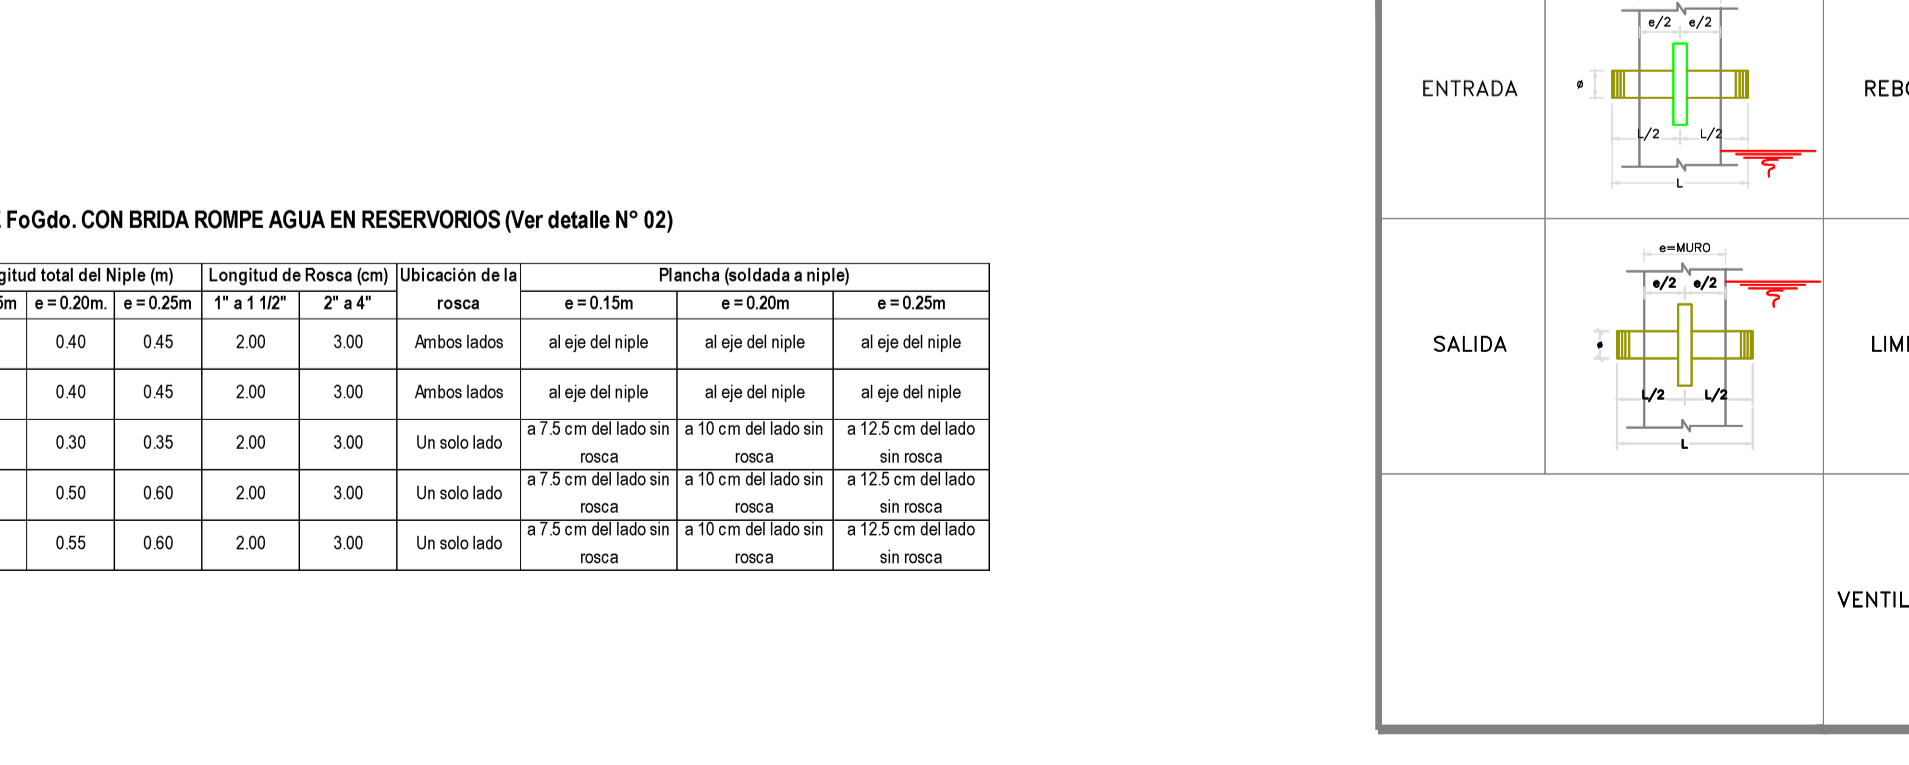 FoGdo. CON BRIDA ROMPE AGUA EN RESERVORIOS (Ver detalle N° 02)
gitud total del Niple (m) Longitud de Rosca (cm) Ubicación de la rosca Plancha (soldada a niple)
5m e = 0.20m. e = 0.25m 1" a 1 1/2" 2" a 4" e = 0.15m e = 0.20m e = 0.25m
0.40 0.45 2.00 3.00 Ambos lados al eje del niple al eje del niple al eje del niple
0.40 0.45 2.00 3.00 Ambos lados al eje del niple al eje del niple al eje del niple
0.30 0.35 2.00 3.00 Un solo lado a 7.5 cm del lado sin rosca a 10 cm del lado sin rosca a 12.5 cm del lado sin rosca
0.50 0.60 2.00 3.00 Un solo lado a 7.5 cm del lado sin rosca a 10 cm del lado sin rosca a 12.5 cm del lado sin rosca
0.55 0.60 2.00 3.00 Un solo lado a 7.5 cm del lado sin rosca a 10 cm del lado sin rosca a 12.5 cm del lado sin rosca
e/2 e/2
ENTRADA
ø
REBO
L/2 L/2
L
e=MURO
e/2 e/2
SALIDA
ø
LIMI
L/2 L/2
L
VENTIL